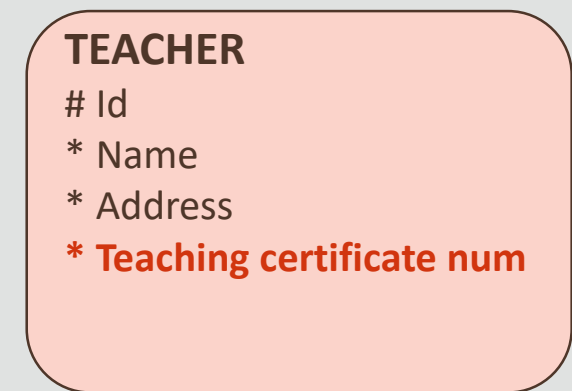 TEACHER
# Id
* Name
* Address
* Teaching certificate num